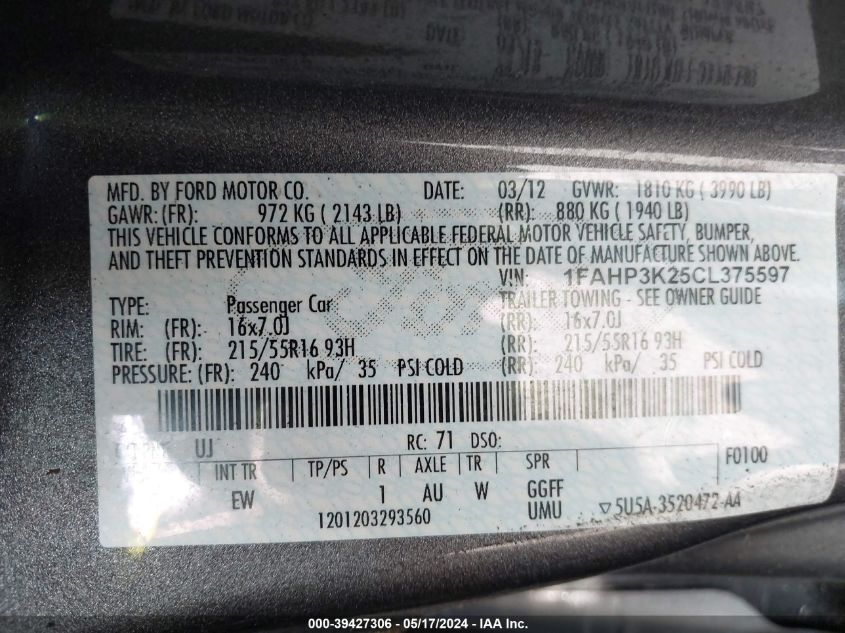 MFD. BY FORD MOTOR CO. DATE: 03/12 GVWR: 1810 KG ( 3990 LB)
GAWR: (FR): 972 KG ( 2143 LB) (RR): 880 KG ( 1940 LB)
THIS VEHICLE CONFORMS TO ALL APPLICABLE FEDERAL MOTOR VEHICLE SAFETY, BUMPER,
AND THEFT PREVENTION STANDARDS IN EFFECT ON THE DATE OF MANUFACTURE SHOWN ABOVE.
VIN: 1FAHP3K25CL375597
TYPE: Passenger Car TRAILER TOWING - SEE OWNER GUIDE
RIM: (FR): 16x7.0J (RR): 16x7.0J
TIRE: (FR): 215/55R16 93H (RR): 215/55R16 93H
PRESSURE: (FR): 240 kPa/ 35 PSI COLD (RR): 240 kPa/ 35 PSI COLD
UJ RC: 71 DSO:
INT TR TP/PS R AXLE TR SPR F0100
EW 1 AU W GGFF
1201203293560 UMU ▽5U5A-3520472-AA
000-39427306 - 05/17/2024 - IAA Inc.